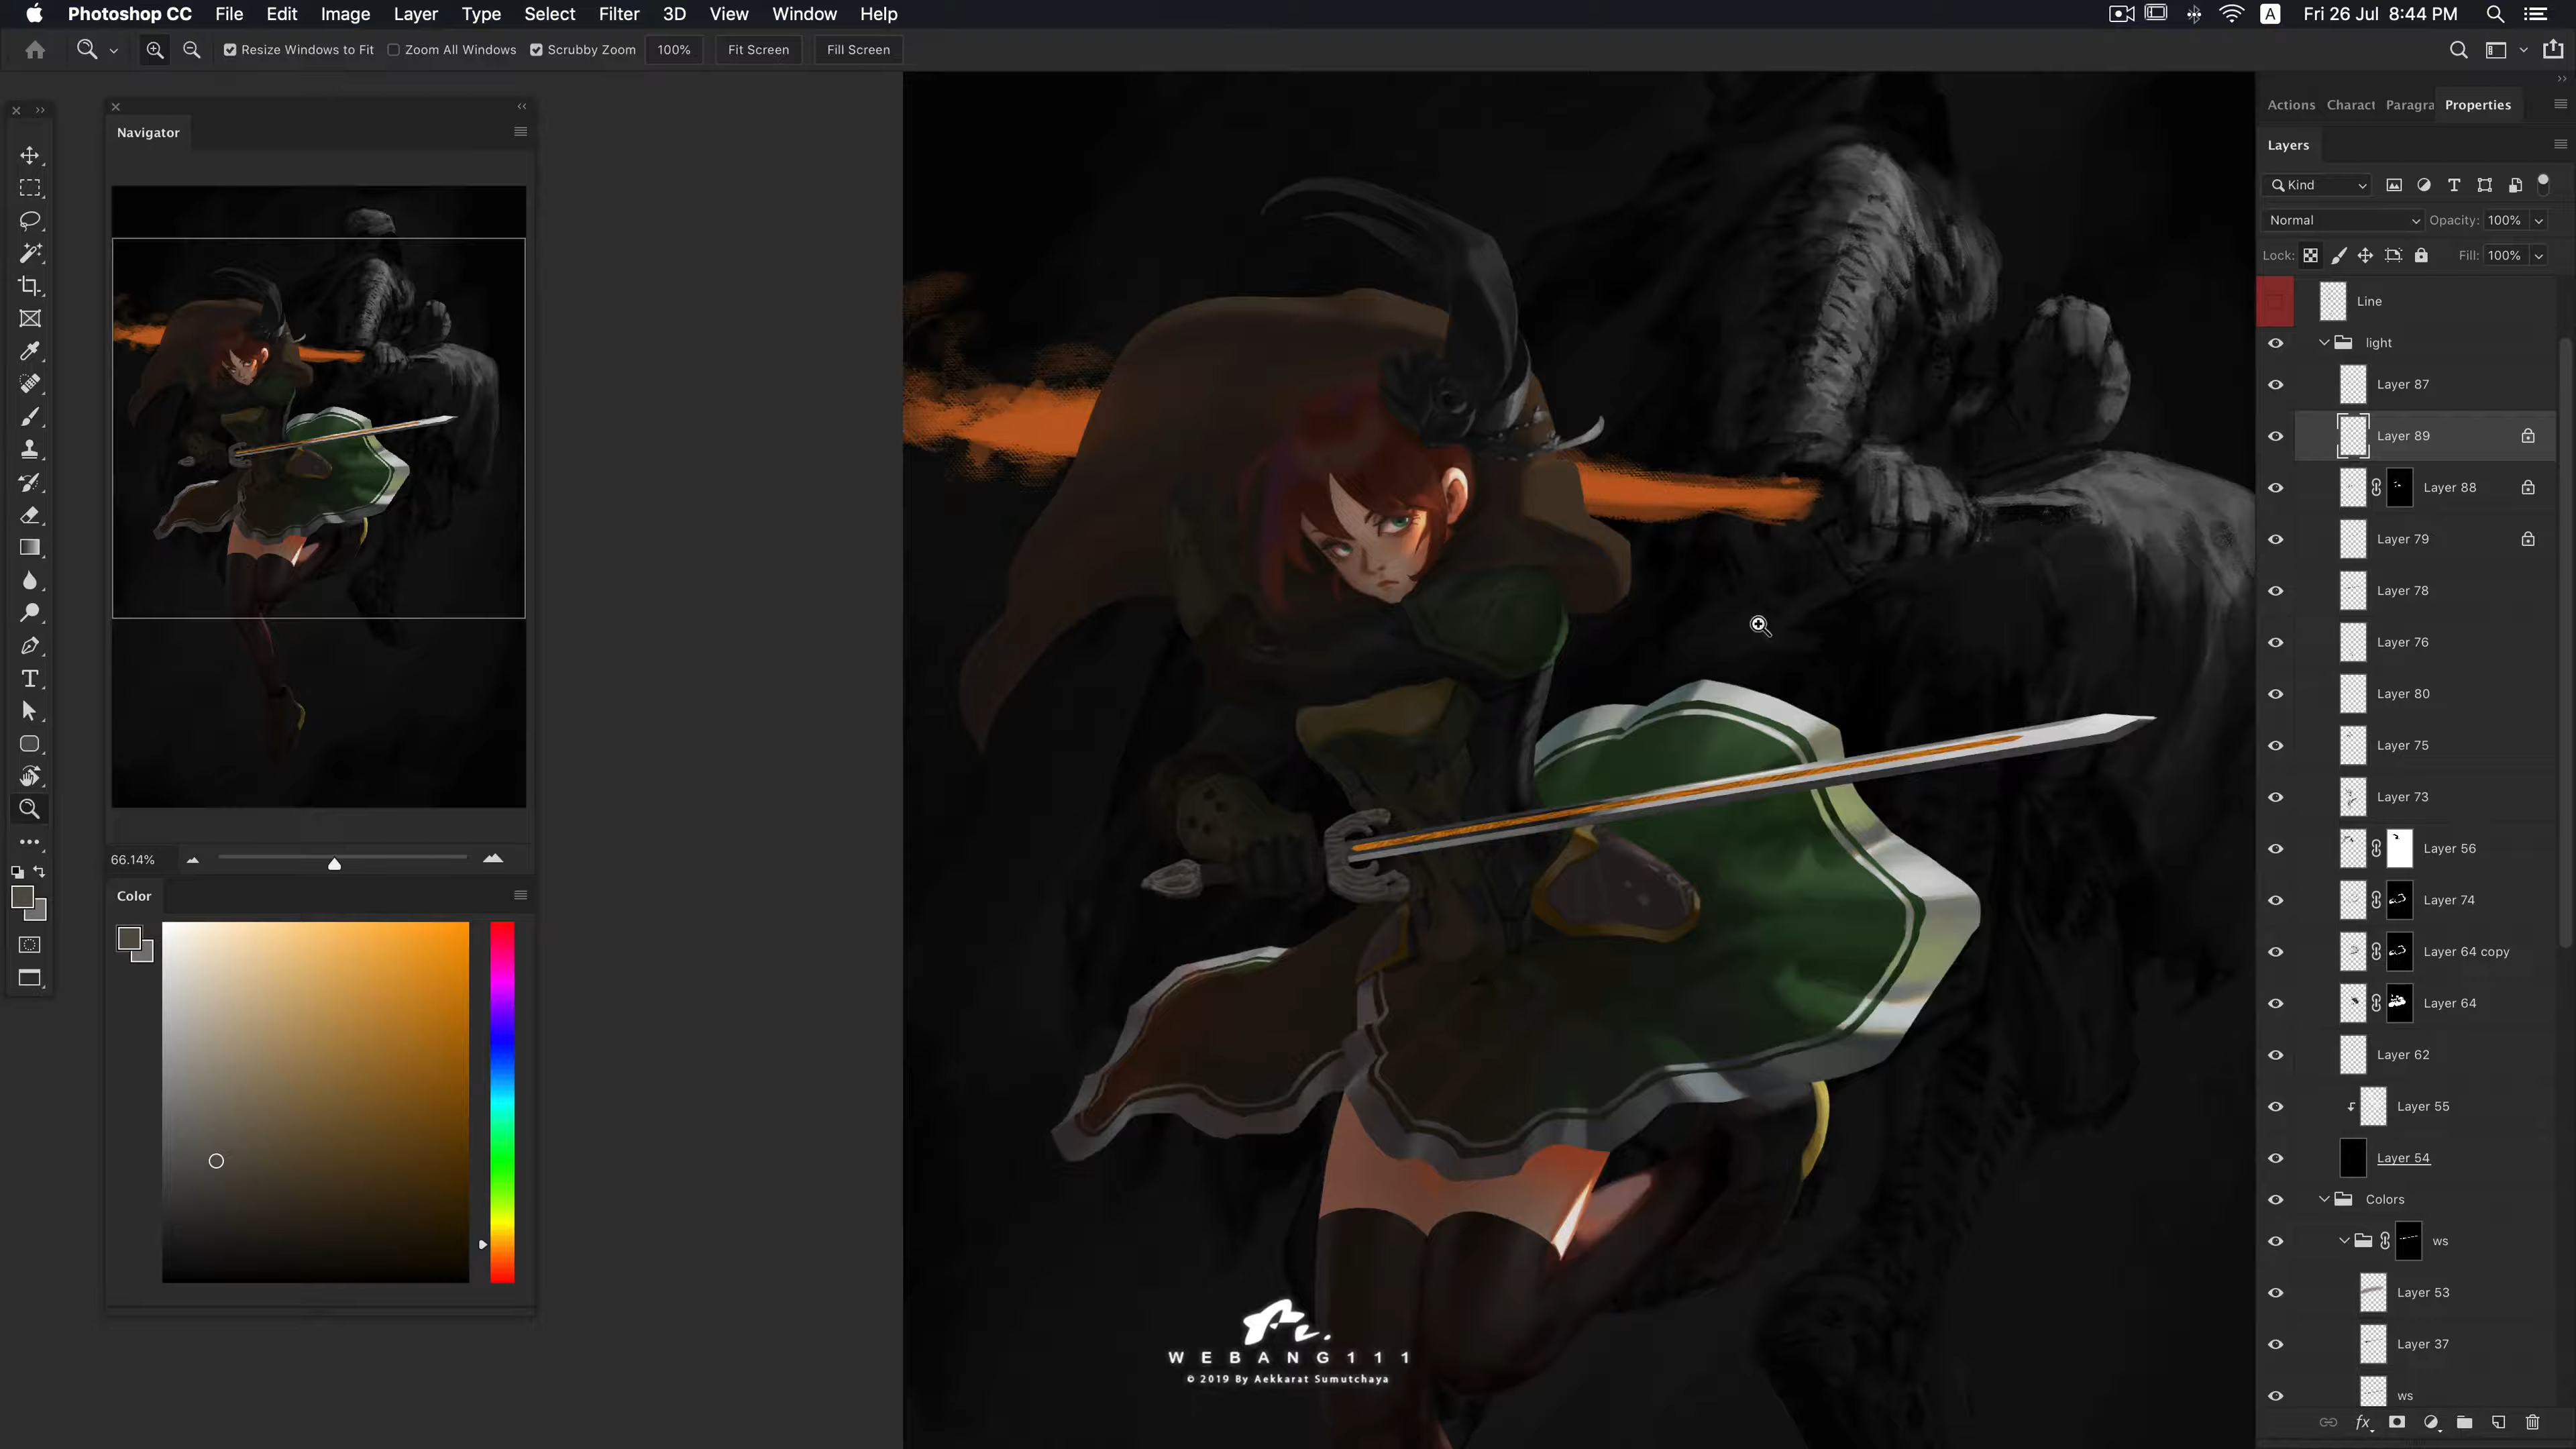 Photoshop CC File Edit Image Layer Type Select Filter 3D View Window Help A Fri 26 Jul 8:44 PM
Resize Windows to Fit Zoom All Windows Scrubby Zoom 100% Fit Screen Fill Screen
Navigator
66.14%
Color
WEBANG111
© 2019 By Aekkarat Sumutchaya
Actions Charact Paragra Properties
Layers
Kind
Normal Opacity: 100%
Lock: Fill: 100%
Line
light
Layer 87
Layer 89
Layer 88
Layer 79
Layer 78
Layer 76
Layer 80
Layer 75
Layer 73
Layer 56
Layer 74
Layer 64 copy
Layer 64
Layer 62
Layer 55
Layer 54
Colors
ws
Layer 53
Layer 37
ws
fx